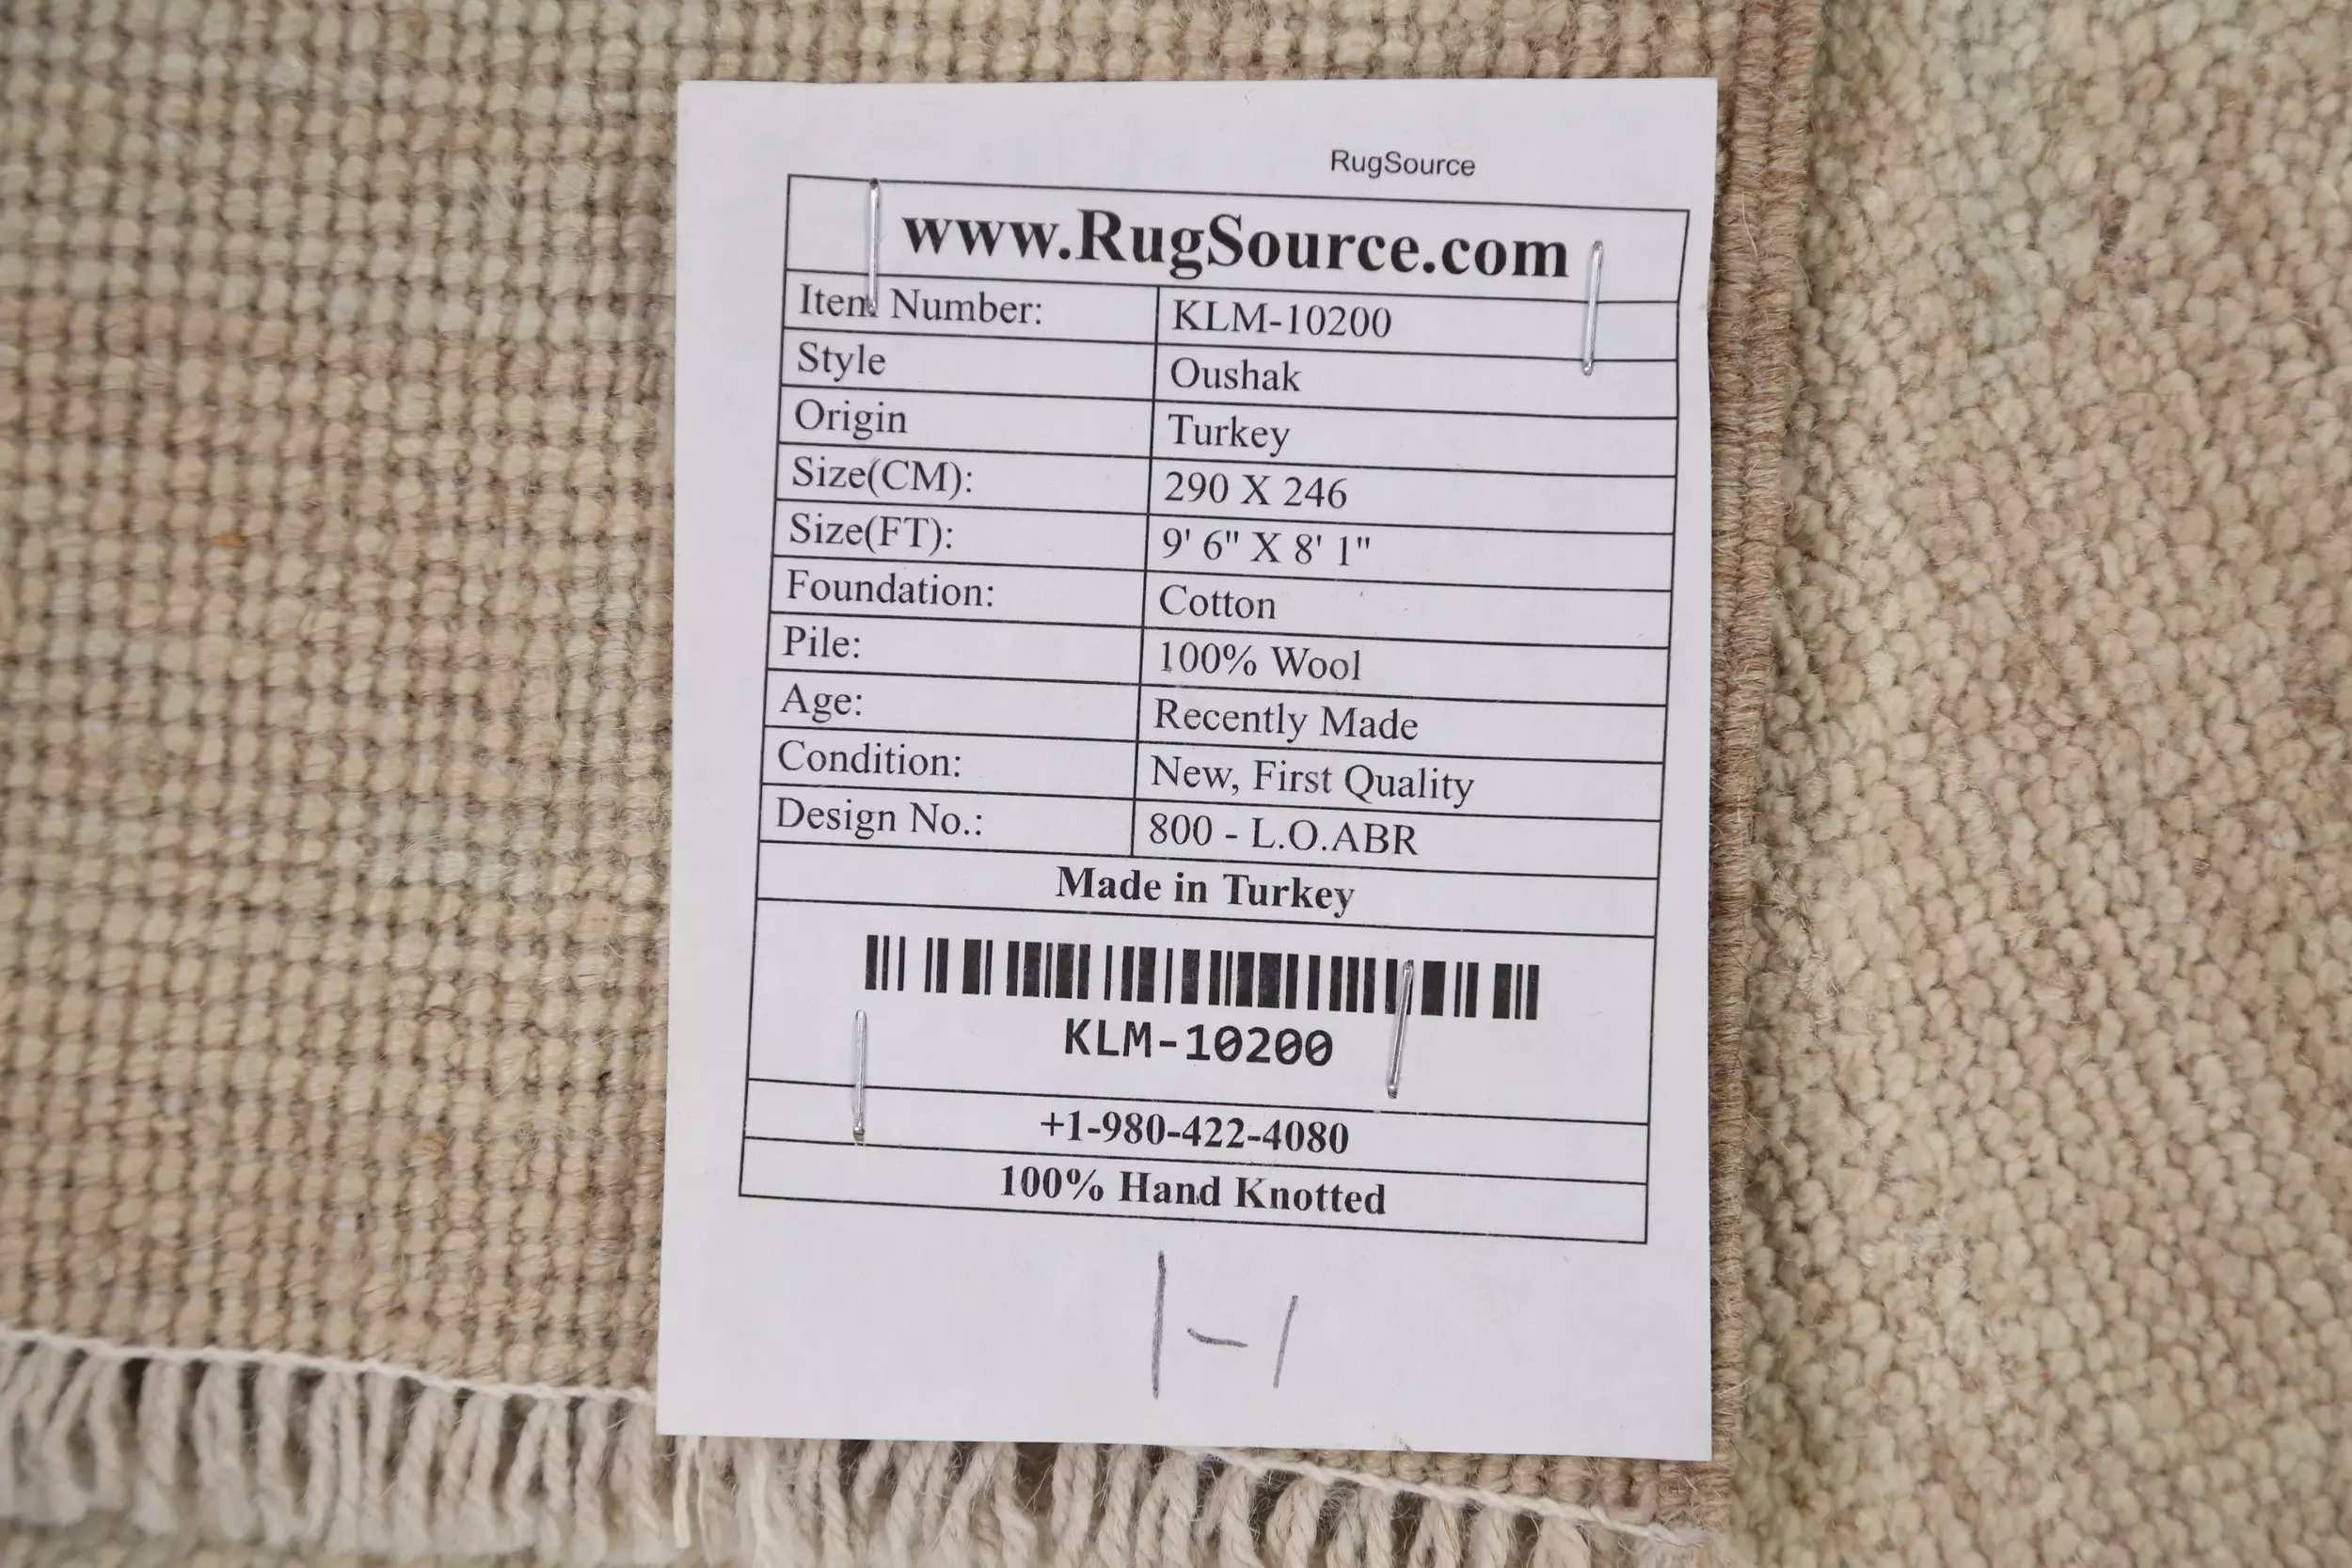 RugSource
www.RugSource.com
Item Number: KLM-10200
Style Oushak
Origin Turkey
Size(CM): 290 X 246
Size(FT): 9' 6" X 8' 1"
Foundation: Cotton
Pile: 100% Wool
Age: Recently Made
Condition: New, First Quality
Design No.: 800 - L.O.ABR
Made in Turkey
KLM-10200
+1-980-422-4080
100% Hand Knotted
1-1